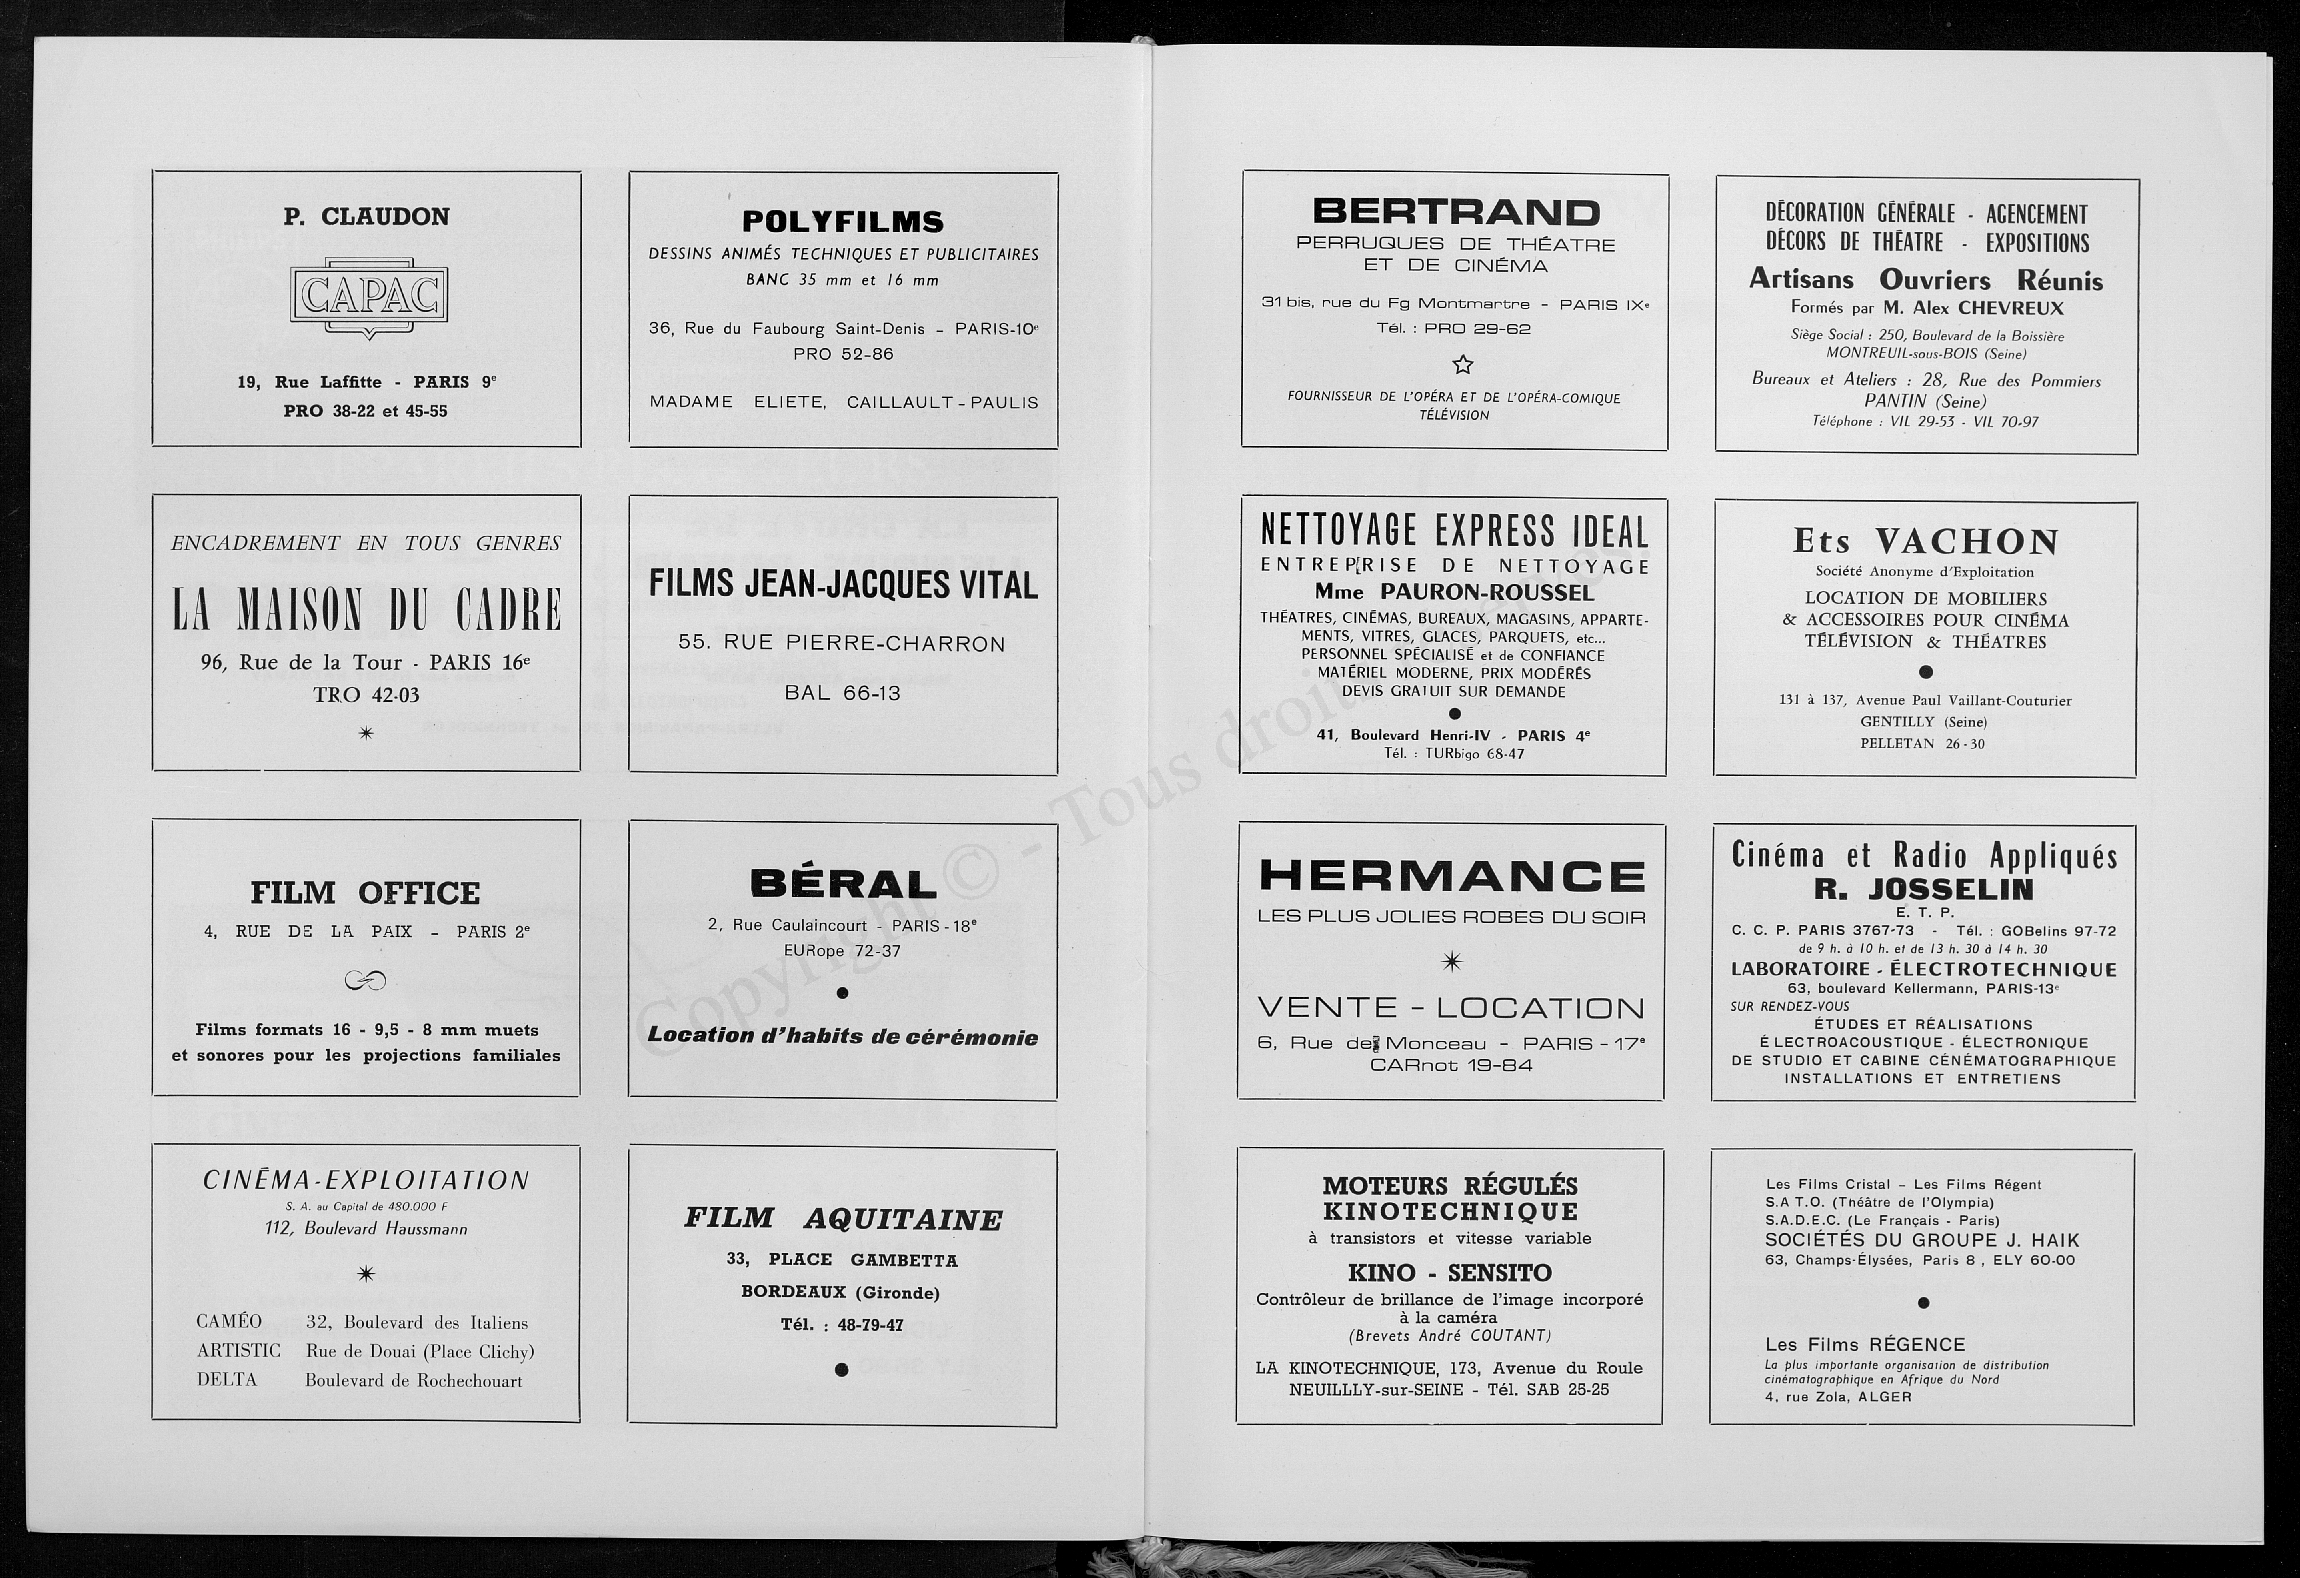 P. CLAUDON
CAPAC
19, Rue Laffitte - PARIS 9e
PRO 38-22 et 45-55
POLYFILMS
DESSINS ANIMÉS TECHNIQUES ET PUBLICITAIRES
BANC 35 mm et 16 mm
36, Rue du Faubourg Saint-Denis - PARIS-10e
PRO 52-86
MADAME ELIETE, CAILLAULT-PAULIS
ENCADREMENT EN TOUS GENRES
LA MAISON DU CADRE
96, Rue de la Tour - PARIS 16e
TRO 42-03
FILMS JEAN-JACQUES VITAL
55. RUE PIERRE-CHARRON
BAL 66-13
FILM OFFICE
4, RUE DE LA PAIX - PARIS 2e
Films formats 16 - 9,5 - 8 mm muets
et sonores pour les projections familiales
BÉRAL
2, Rue Caulaincourt - PARIS-18e
EURope 72-37
Location d'habits de cérémonie
CINÉMA-EXPLOITATION
S. A. au Capital de 480.000 F
112, Boulevard Haussmann
CAMÉO 32, Boulevard des Italiens
ARTISTIC Rue de Douai (Place Clichy)
DELTA Boulevard de Rochechouart
FILM AQUITAINE
33, PLACE GAMBETTA
BORDEAUX (Gironde)
Tél. : 48-79-47
BERTRAND
PERRUQUES DE THÉATRE
ET DE CINÉMA
31 bis, rue du Fg Montmartre - PARIS IXe
Tél. : PRO 29-62
FOURNISSEUR DE L'OPÉRA ET DE L'OPÉRA-COMIQUE
TÉLÉVISION
DÉCORATION GÉNÉRALE - AGENCEMENT
DÉCORS DE THÉATRE - EXPOSITIONS
Artisans Ouvriers Réunis
Formés par M. Alex CHEVREUX
Siège Social : 250, Boulevard de la Boissière
MONTREUIL-sous-BOIS (Seine)
Bureaux et Ateliers : 28, Rue des Pommiers
PANTIN (Seine)
Téléphone : VIL 29-53 - VIL 70-97
NETTOYAGE EXPRESS IDEAL
ENTREPRISE DE NETTOYAGE
Mme PAURON-ROUSSEL
THÉATRES, CINÉMAS, BUREAUX, MAGASINS, APPARTE-
MENTS, VITRES, GLACES, PARQUETS, etc...
PERSONNEL SPÉCIALISÉ et de CONFIANCE
MATÉRIEL MODERNE, PRIX MODÉRÉS
DEVIS GRATUIT SUR DEMANDE
41, Boulevard Henri-IV - PARIS 4e
Tél. : TURbigo 68-47
Ets VACHON
Société Anonyme d'Exploitation
LOCATION DE MOBILIERS
& ACCESSOIRES POUR CINÉMA
TÉLÉVISION & THÉATRES
131 à 137, Avenue Paul Vaillant-Couturier
GENTILLY (Seine)
PELLETAN 26-30
HERMANCE
LES PLUS JOLIES ROBES DU SOIR
VENTE - LOCATION
6, Rue de Monceau - PARIS - 17e
CARnot 19-84
Cinéma et Radio Appliqués
R. JOSSELIN
E. T. P.
C. C. P. PARIS 3767-73 - Tél. : GOBelins 97-72
de 9 h. à 10 h. et de 13 h. 30 à 14 h. 30
LABORATOIRE - ÉLECTROTECHNIQUE
63, boulevard Kellermann, PARIS-13e
SUR RENDEZ-VOUS
ÉTUDES ET RÉALISATIONS
ÉLECTROACOUSTIQUE - ÉLECTRONIQUE
DE STUDIO ET CABINE CÉNÉMATOGRAPHIQUE
INSTALLATIONS ET ENTRETIENS
MOTEURS RÉGULÉS
KINOTECHNIQUE
à transistors et vitesse variable
KINO - SENSITO
Contrôleur de brillance de l'image incorporé
à la caméra
(Brevets André COUTANT)
LA KINOTECHNIQUE, 173, Avenue du Roule
NEUILLLY-sur-SEINE - Tél. SAB 25-25
Les Films Cristal - Les Films Régent
S.A T.O. (Théâtre de l'Olympia)
S.A.D.E.C. (Le Français - Paris)
SOCIÉTÉS DU GROUPE J. HAIK
63, Champs-Élysées, Paris 8 , ELY 60-00
Les Films RÉGENCE
La plus importante organisation de distribution
cinématographique en Afrique du Nord
4, rue Zola, ALGER
Copyright © - Tous droits